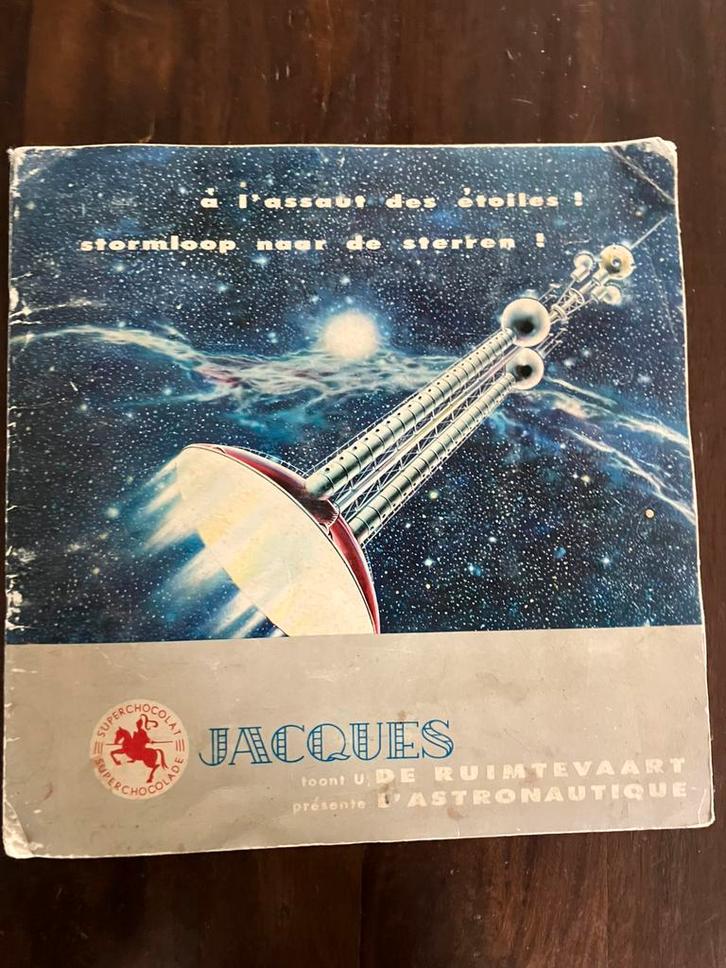 à l'assaut des étoiles !
stormloop naar de sterren !
SUPERCHOCOLAT
SUPERCHOCOLADE
JACQUES
toont U DE RUIMTEVAART
présente L'ASTRONAUTIQUE